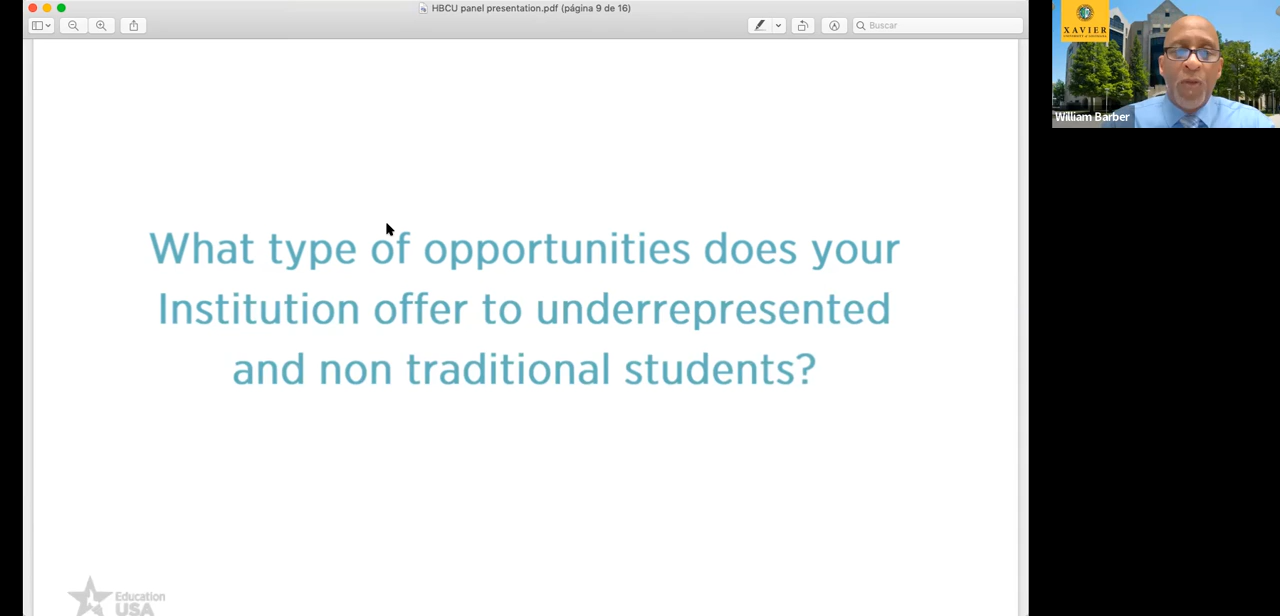 HBCU panel presentation.pdf (página 9 de 16)
Buscar
XAVIER
William Barber
What type of opportunities does your
Institution offer to underrepresented
and non traditional students?
Education
USA